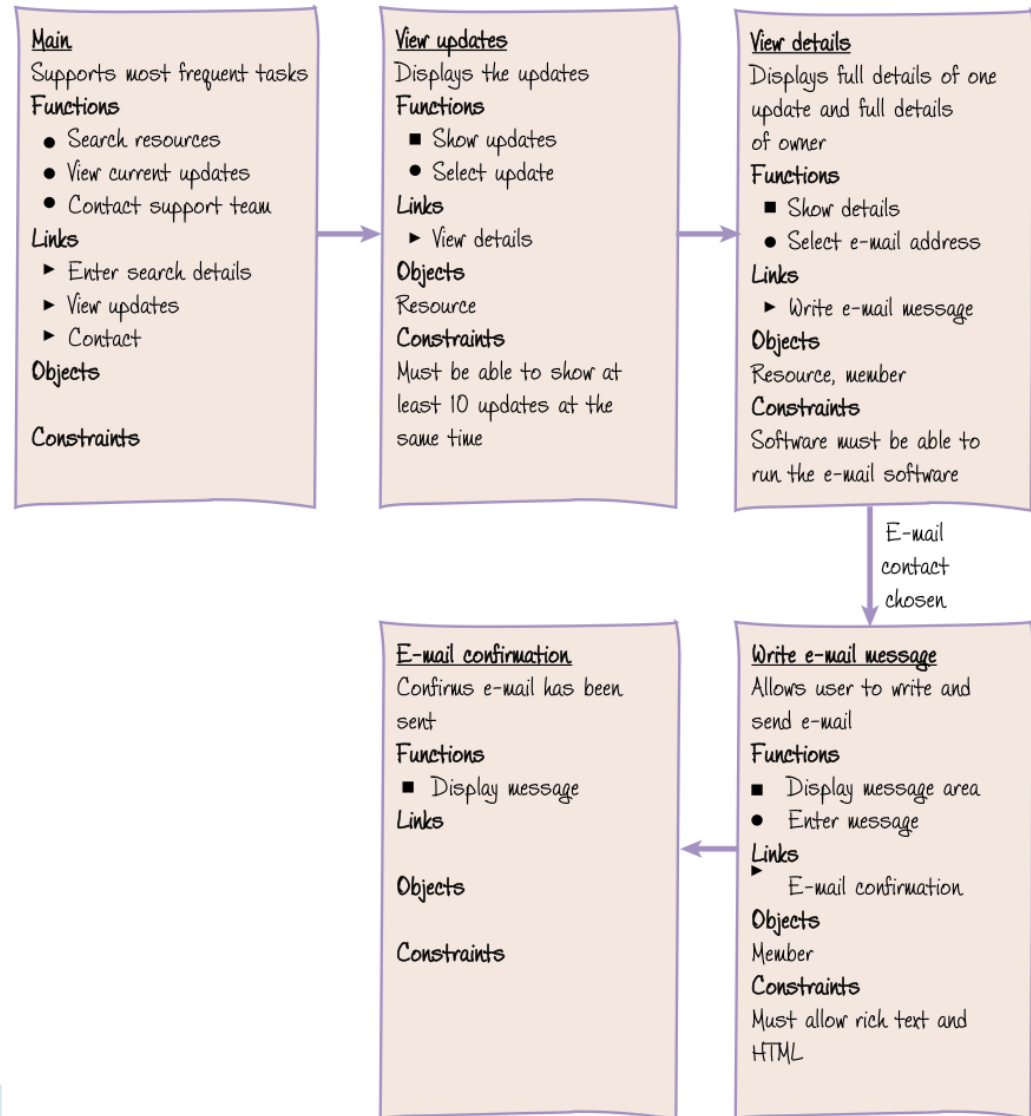 Main
Supports most frequent tasks
Functions
● Search resources
● View current updates
● Contact support team
Links
► Enter search details
► View updates
► Contact
Objects
Constraints
View updates
Displays the updates
Functions
■ Show updates
● Select update
Links
► View details
Objects
Resource
Constraints
Must be able to show at
least 10 updates at the
same time
View details
Displays full details of one
update and full details
of owner
Functions
■ Show details
● Select e-mail address
Links
► Write e-mail message
Objects
Resource, member
Constraints
Software must be able to
run the e-mail software
E-mail
contact
chosen
Write e-mail message
Allows user to write and
send e-mail
Functions
■ Display message area
● Enter message
Links
► E-mail confirmation
Objects
Member
Constraints
Must allow rich text and
HTML
E-mail confirmation
Confirms e-mail has been
sent
Functions
■ Display message
Links
Objects
Constraints